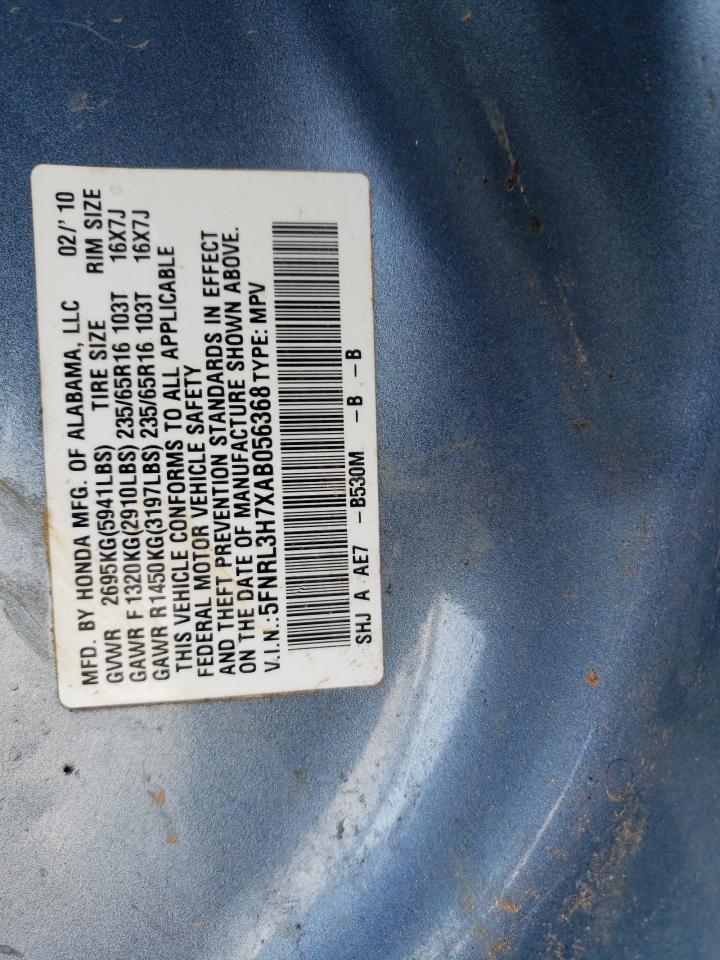 MFD. BY HONDA MFG. OF ALABAMA, LLC 02/' 10
GVWR 2695KG(5941LBS) TIRE SIZE RIM SIZE
GAWR F 1320KG(2910LBS) 235/65R16 103T 16X7J
GAWR R 1450KG(3197LBS) 235/65R16 103T 16X7J
THIS VEHICLE CONFORMS TO ALL APPLICABLE
FEDERAL MOTOR VEHICLE SAFETY
AND THEFT PREVENTION STANDARDS IN EFFECT
ON THE DATE OF MANUFACTURE SHOWN ABOVE.
V.I.N.: 5FNRL3H7XAB056368 TYPE: MPV
SHJ A AE7 -B530M -B -B